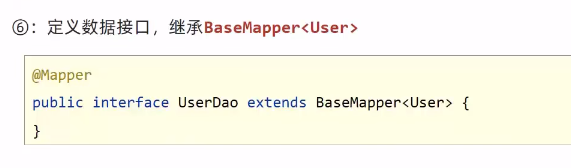 ⑥：定义数据接口，继承BaseMapper<User>
@Mapper
public interface UserDao extends BaseMapper<User> {
}